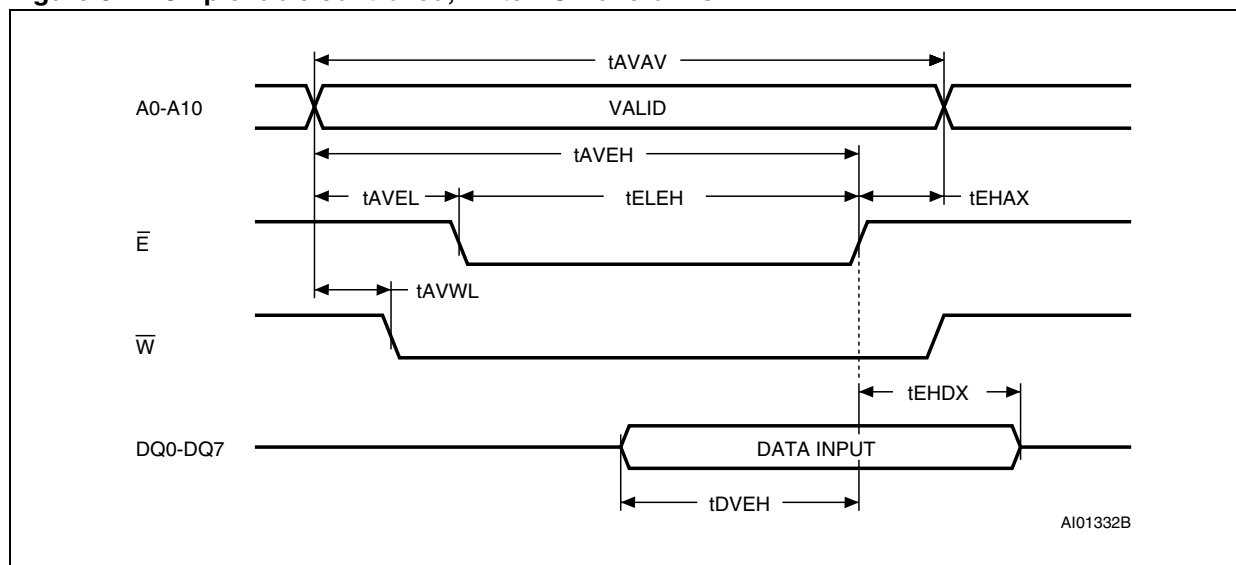 tAVAV
A0-A10
VALID
tAVEH
tAVEL
tELEH
tEHAX
E
tAVWL
W
tEHDX
DQ0-DQ7
DATA INPUT
tDVEH
AI01332B